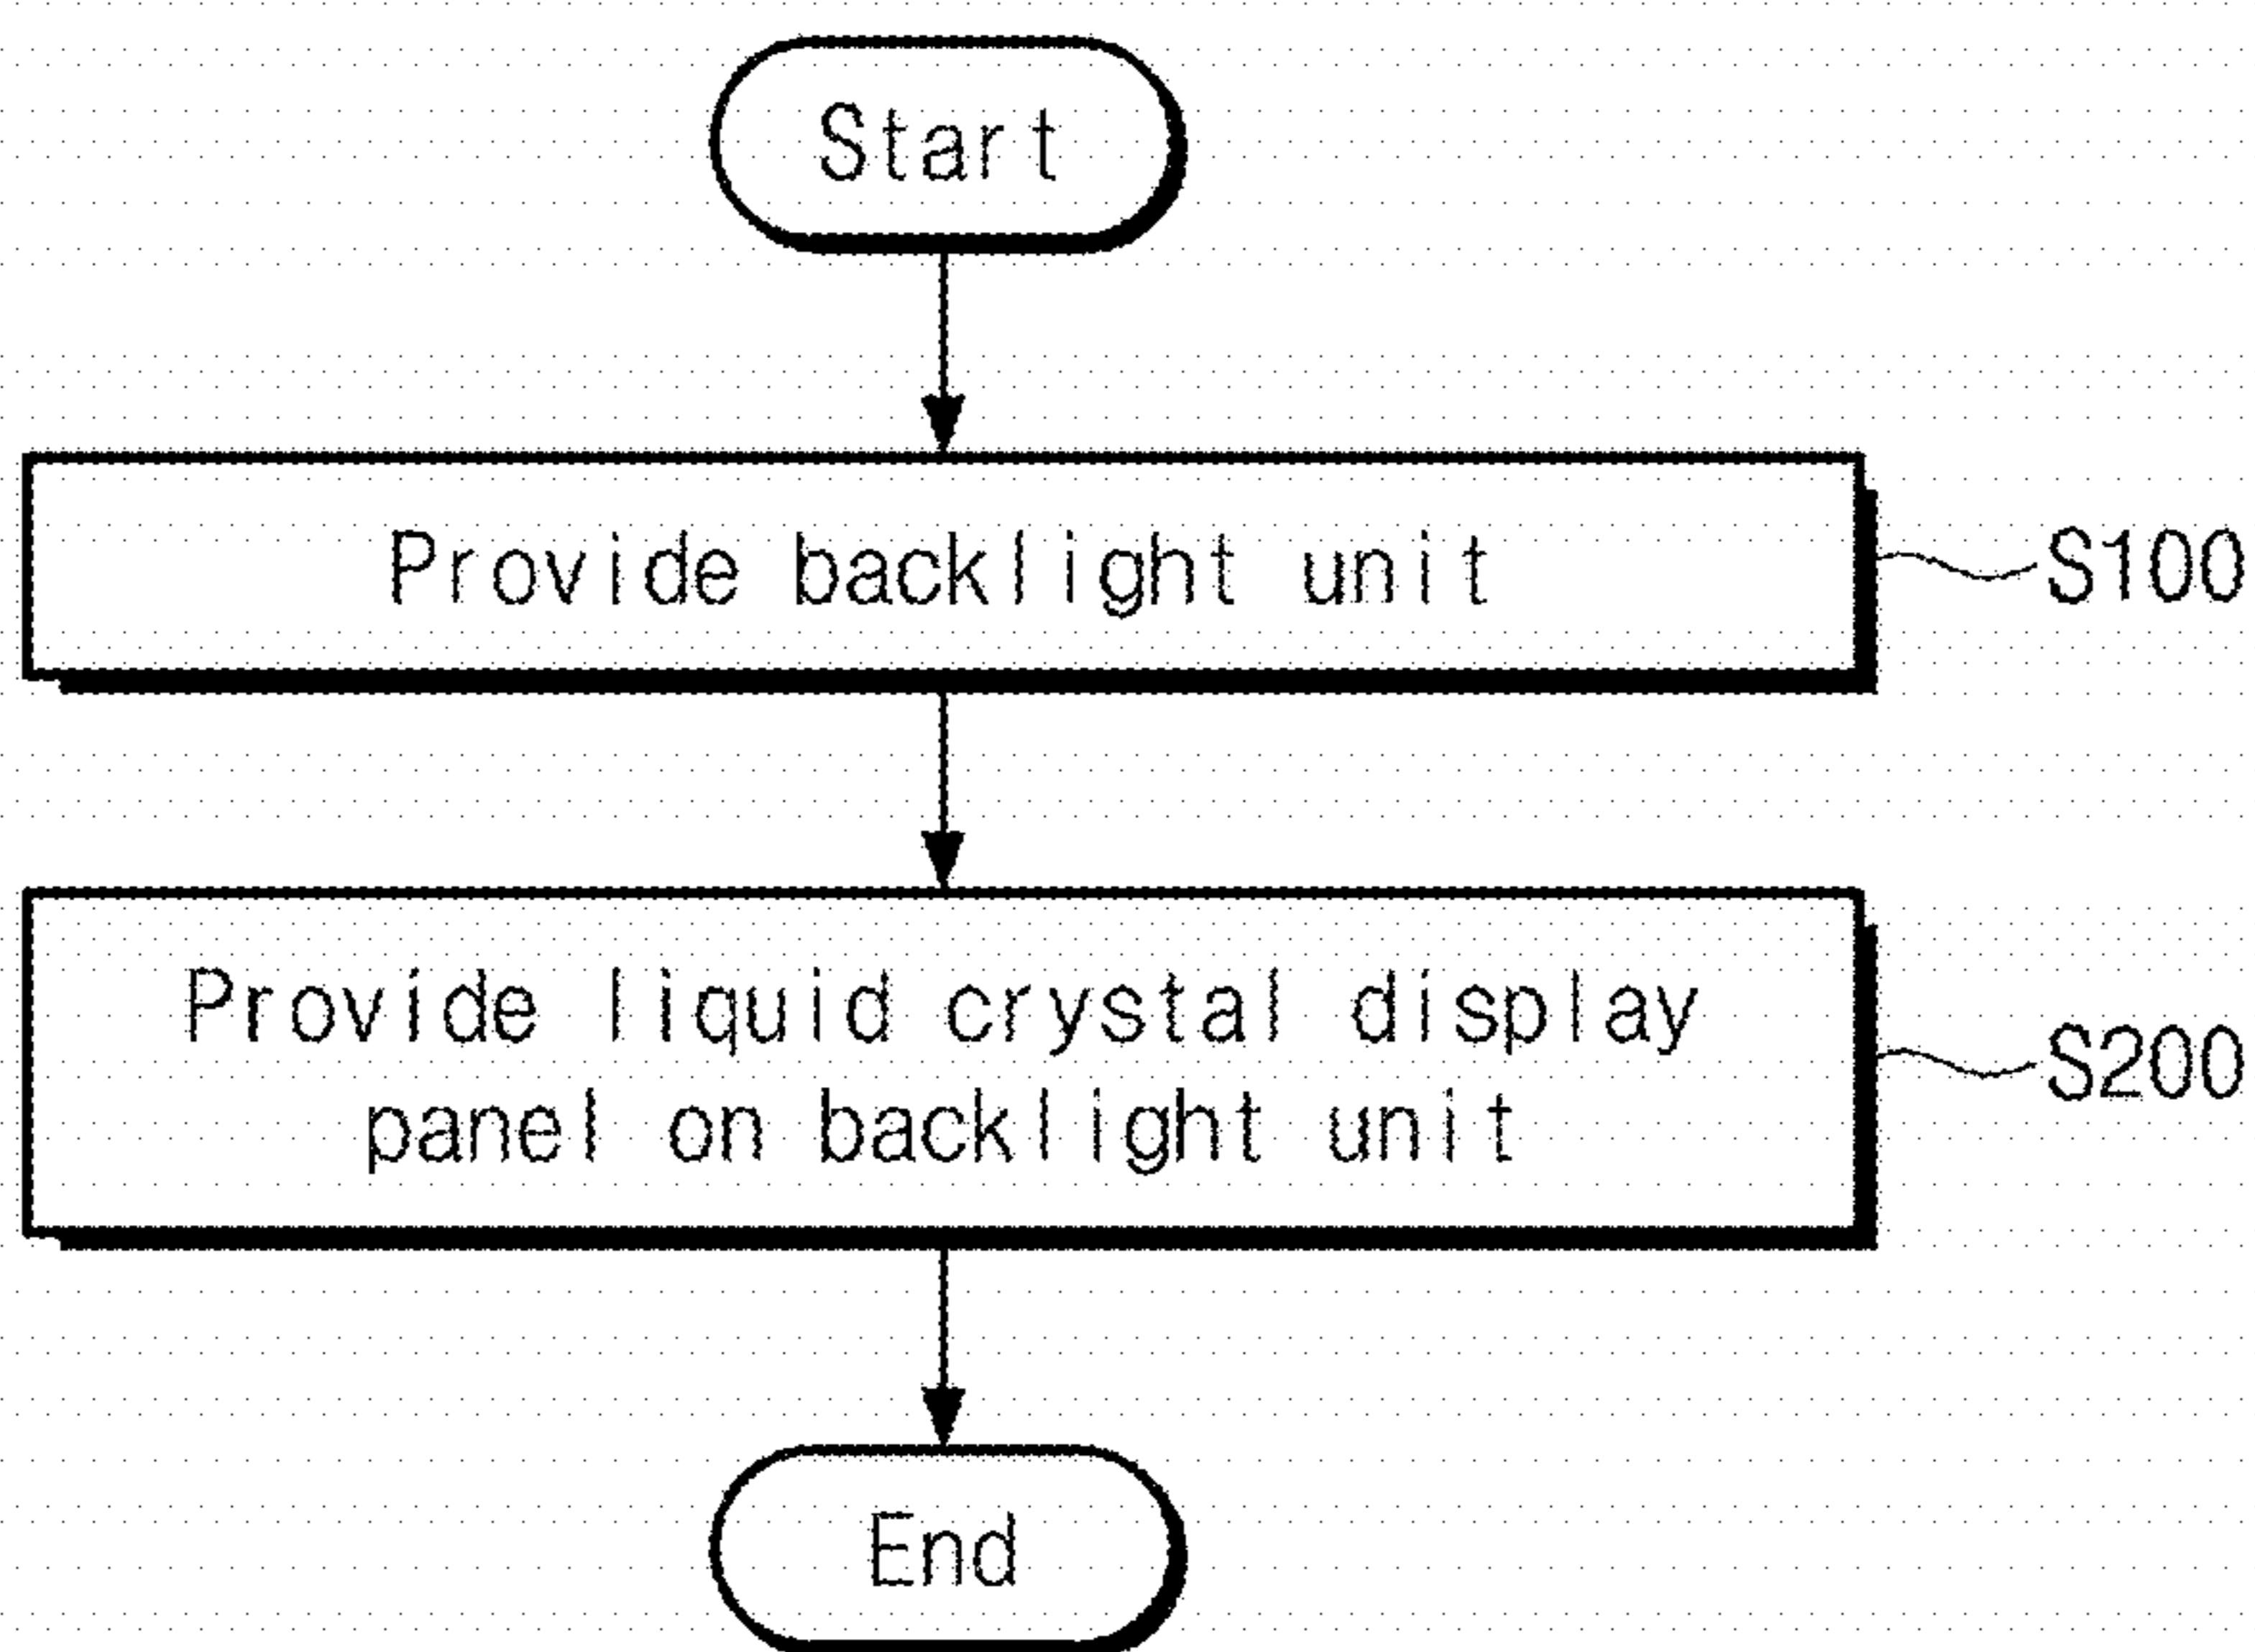 Start
Provide backlight unit
S100
Provide liquid crystal display
panel on backlight unit
S200
End